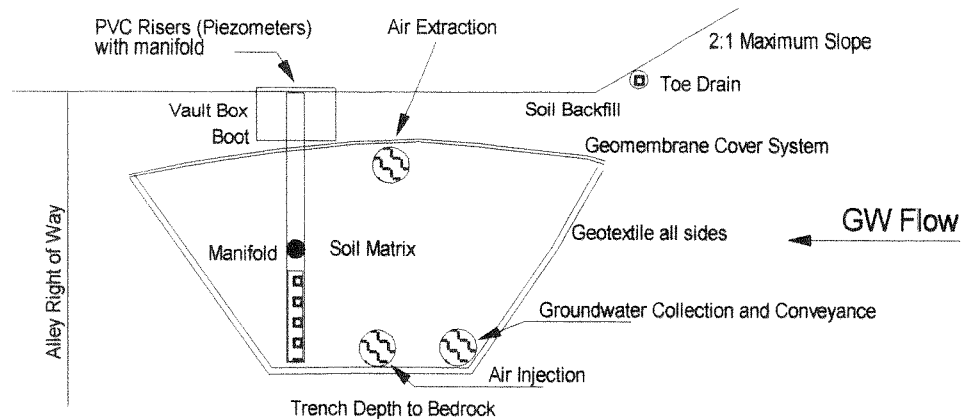 PVC Risers (Piezometers)
with manifold
Air Extraction
2:1 Maximum Slope
Toe Drain
Vault Box
Soil Backfill
Boot
Geomembrane Cover System
GW Flow
Alley Right of Way
Manifold
Soil Matrix
Geotextile all sides
Groundwater Collection and Conveyance
Air Injection
Trench Depth to Bedrock